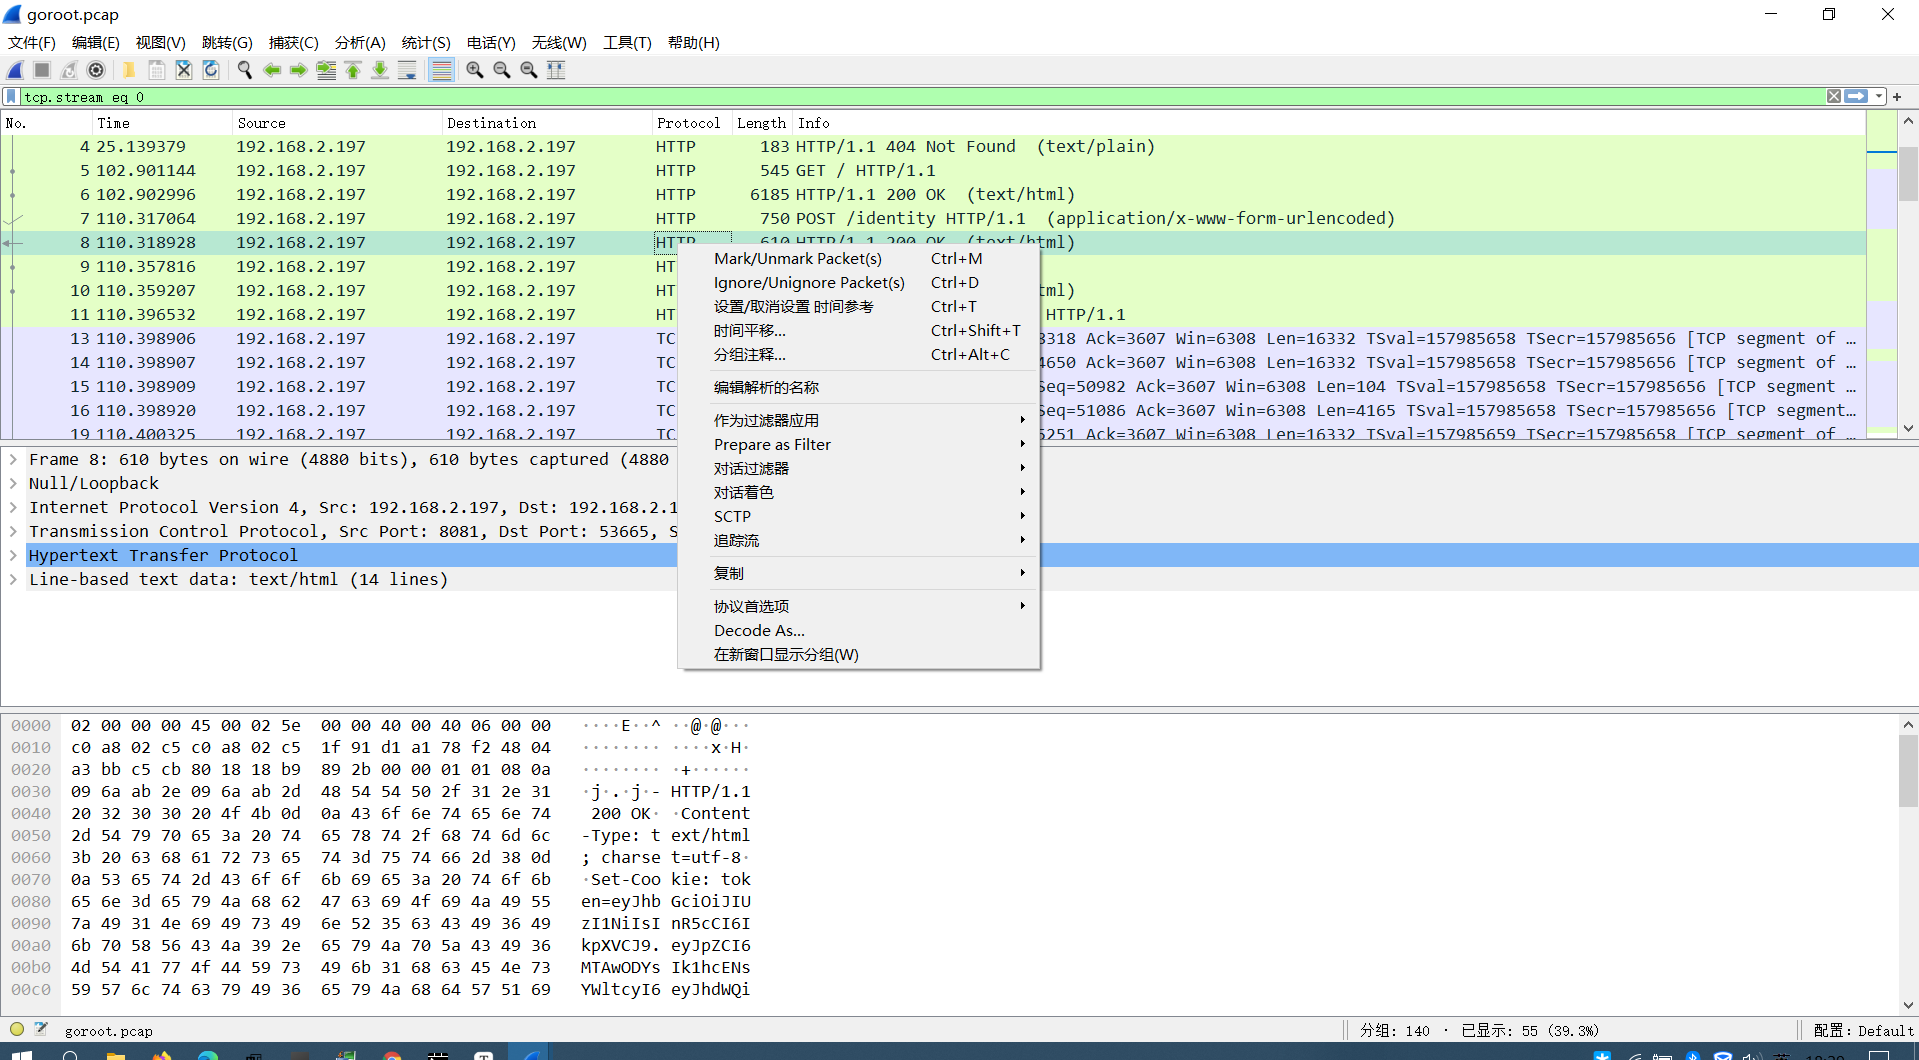 goroot.pcap
文件(F) 编辑(E) 视图(V) 跳转(G) 捕获(C) 分析(A) 统计(S) 电话(Y) 无线(W) 工具(T) 帮助(H)
tcp.stream eq 0
No. Time Source Destination Protocol Length Info
4 25.139379 192.168.2.197 192.168.2.197 HTTP 183 HTTP/1.1 404 Not Found (text/plain)
5 102.901144 192.168.2.197 192.168.2.197 HTTP 545 GET / HTTP/1.1
6 102.902996 192.168.2.197 192.168.2.197 HTTP 6185 HTTP/1.1 200 OK (text/html)
7 110.317064 192.168.2.197 192.168.2.197 HTTP 750 POST /identity HTTP/1.1 (application/x-www-form-urlencoded)
8 110.318928 192.168.2.197 192.168.2.197 HTTP 610 HTTP/1.1 200 OK (text/html)
9 110.357816 192.168.2.197 192.168.2.197 HT
10 110.359207 192.168.2.197 192.168.2.197 HT ml)
11 110.396532 192.168.2.197 192.168.2.197 HT HTTP/1.1
13 110.398906 192.168.2.197 192.168.2.197 TC 3318 Ack=3607 Win=6308 Len=16332 TSval=157985658 TSecr=157985656 [TCP segment of …
14 110.398907 192.168.2.197 192.168.2.197 TC 4650 Ack=3607 Win=6308 Len=16332 TSval=157985658 TSecr=157985656 [TCP segment of …
15 110.398909 192.168.2.197 192.168.2.197 TC Seq=50982 Ack=3607 Win=6308 Len=104 TSval=157985658 TSecr=157985656 [TCP segment …
16 110.398920 192.168.2.197 192.168.2.197 TC Seq=51086 Ack=3607 Win=6308 Len=4165 TSval=157985658 TSecr=157985656 [TCP segment…
19 110.400325 192.168.2.197 192.168.2.197 TC 5251 Ack=3607 Win=6308 Len=16332 TSval=157985659 TSecr=157985658 [TCP segment of …
Mark/Unmark Packet(s) Ctrl+M
Ignore/Unignore Packet(s) Ctrl+D
设置/取消设置 时间参考 Ctrl+T
时间平移... Ctrl+Shift+T
分组注释... Ctrl+Alt+C
编辑解析的名称
作为过滤器应用
Prepare as Filter
对话过滤器
对话着色
SCTP
追踪流
复制
协议首选项
Decode As...
在新窗口显示分组(W)
Frame 8: 610 bytes on wire (4880 bits), 610 bytes captured (4880
Null/Loopback
Internet Protocol Version 4, Src: 192.168.2.197, Dst: 192.168.2.1
Transmission Control Protocol, Src Port: 8081, Dst Port: 53665, S
Hypertext Transfer Protocol
Line-based text data: text/html (14 lines)
0000 02 00 00 00 45 00 02 5e 00 00 40 00 40 06 00 00 ····E··^ ··@·@···
0010 c0 a8 02 c5 c0 a8 02 c5 1f 91 d1 a1 78 f2 48 04 ········ ····x·H·
0020 a3 bb c5 cb 80 18 18 b9 89 2b 00 00 01 01 08 0a ········ ·+······
0030 09 6a ab 2e 09 6a ab 2d 48 54 54 50 2f 31 2e 31 ·j·.·j·- HTTP/1.1
0040 20 32 30 30 20 4f 4b 0d 0a 43 6f 6e 74 65 6e 74 200 OK· ·Content
0050 2d 54 79 70 65 3a 20 74 65 78 74 2f 68 74 6d 6c -Type: t ext/html
0060 3b 20 63 68 61 72 73 65 74 3d 75 74 66 2d 38 0d ; charse t=utf-8·
0070 0a 53 65 74 2d 43 6f 6f 6b 69 65 3a 20 74 6f 6b ·Set-Coo kie: tok
0080 65 6e 3d 65 79 4a 68 62 47 63 69 4f 69 4a 49 55 en=eyJhb GciOiJIU
0090 7a 49 31 4e 69 49 73 49 6e 52 35 63 43 49 36 49 zI1NiIsI nR5cCI6I
00a0 6b 70 58 56 43 4a 39 2e 65 79 4a 70 5a 43 49 36 kpXVCJ9. eyJpZCI6
00b0 4d 54 41 77 4f 44 59 73 49 6b 31 68 63 45 4e 73 MTAwODYs Ik1hcENs
00c0 59 57 6c 74 63 79 49 36 65 79 4a 68 64 57 51 69 YWltcyI6 eyJhdWQi
goroot.pcap 分组: 140 · 已显示: 55 (39.3%) 配置: Default